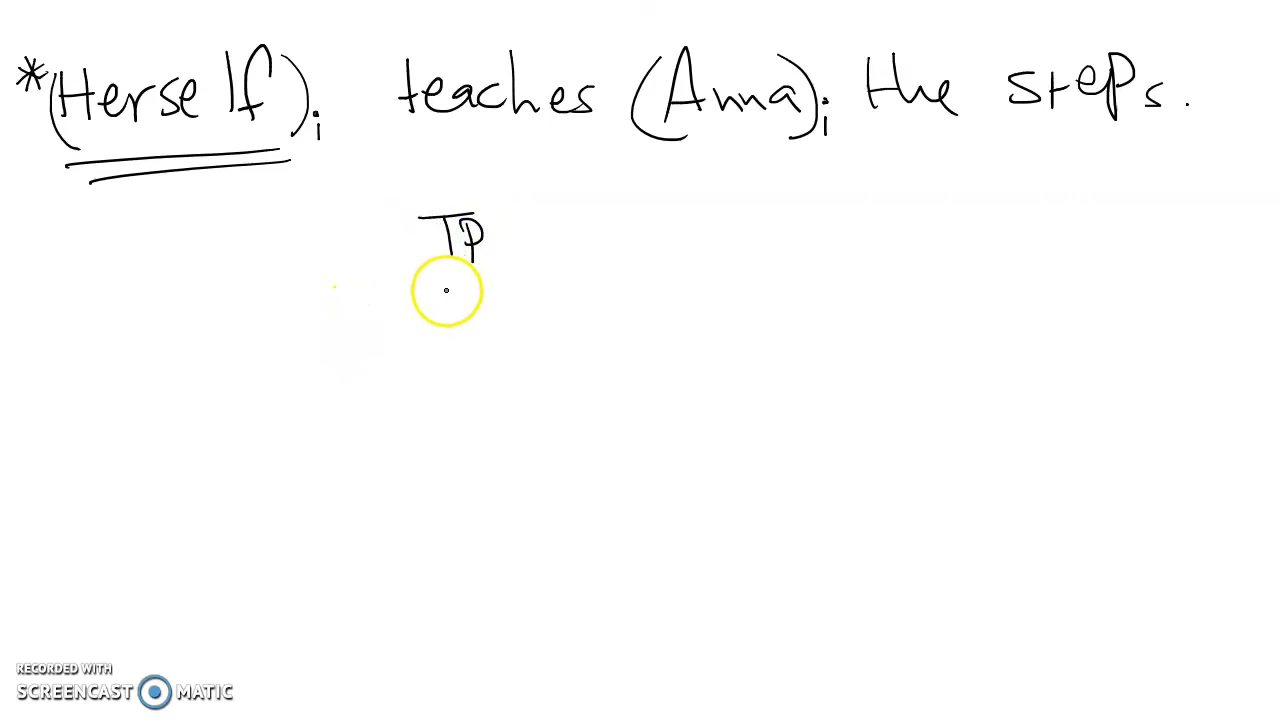 *(Herself)i teaches (Anna)i the steps.
TP
RECORDED WITH
SCREENCAST MATIC